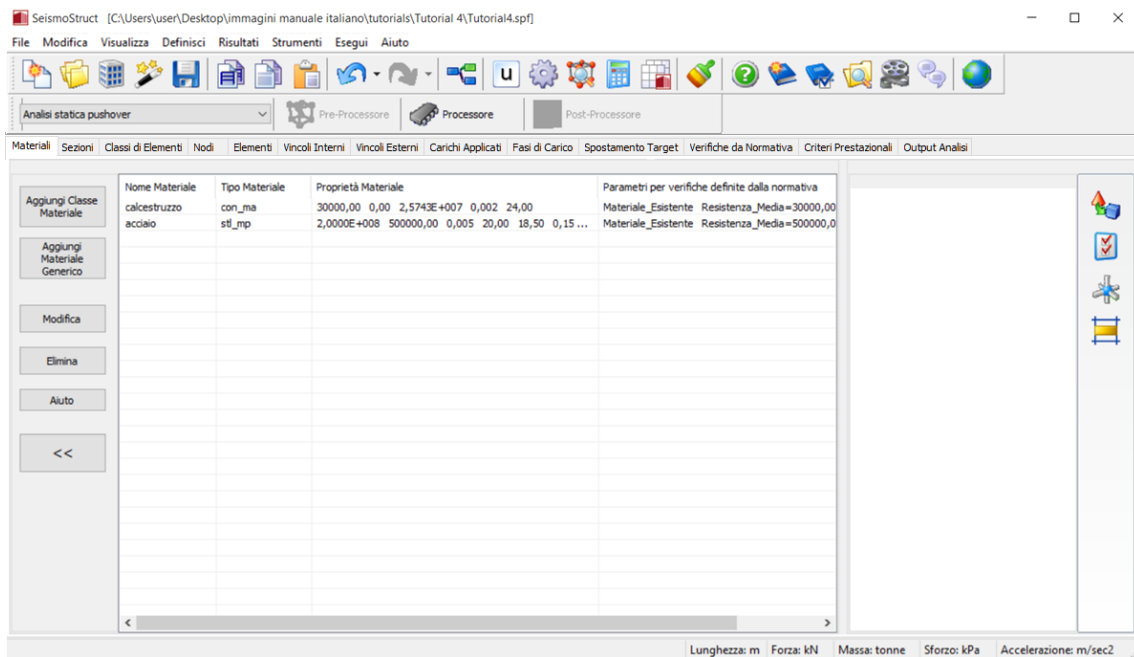 SeismoStruct [C:\Users\user\Desktop\immagini manuale italiano\tutorials\Tutorial 4\Tutorial4.spf]
File Modifica Visualizza Definisci Risultati Strumenti Esegui Aiuto
u
Analisi statica pushover Pre-Processore Processore Post-Processore
Materiali Sezioni Classi di Elementi Nodi Elementi Vincoli Interni Vincoli Esterni Carichi Applicati Fasi di Carico Spostamento Target Verifiche da Normativa Criteri Prestazionali Output Analisi
Aggiungi Classe
Materiale
Aggiungi
Materiale
Generico
Modifica
Elimina
Aiuto
<<
Nome Materiale Tipo Materiale Proprietà Materiale Parametri per verifiche definite dalla normativa
calcestruzzo con_ma 30000,00 0,00 2,5743E+007 0,002 24,00 Materiale_Esistente Resistenza_Media=30000,00
acciaio stl_mp 2,0000E+008 500000,00 0,005 20,00 18,50 0,15 ... Materiale_Esistente Resistenza_Media=500000,0
Lunghezza: m Forza: kN Massa: tonne Sforzo: kPa Accelerazione: m/sec2